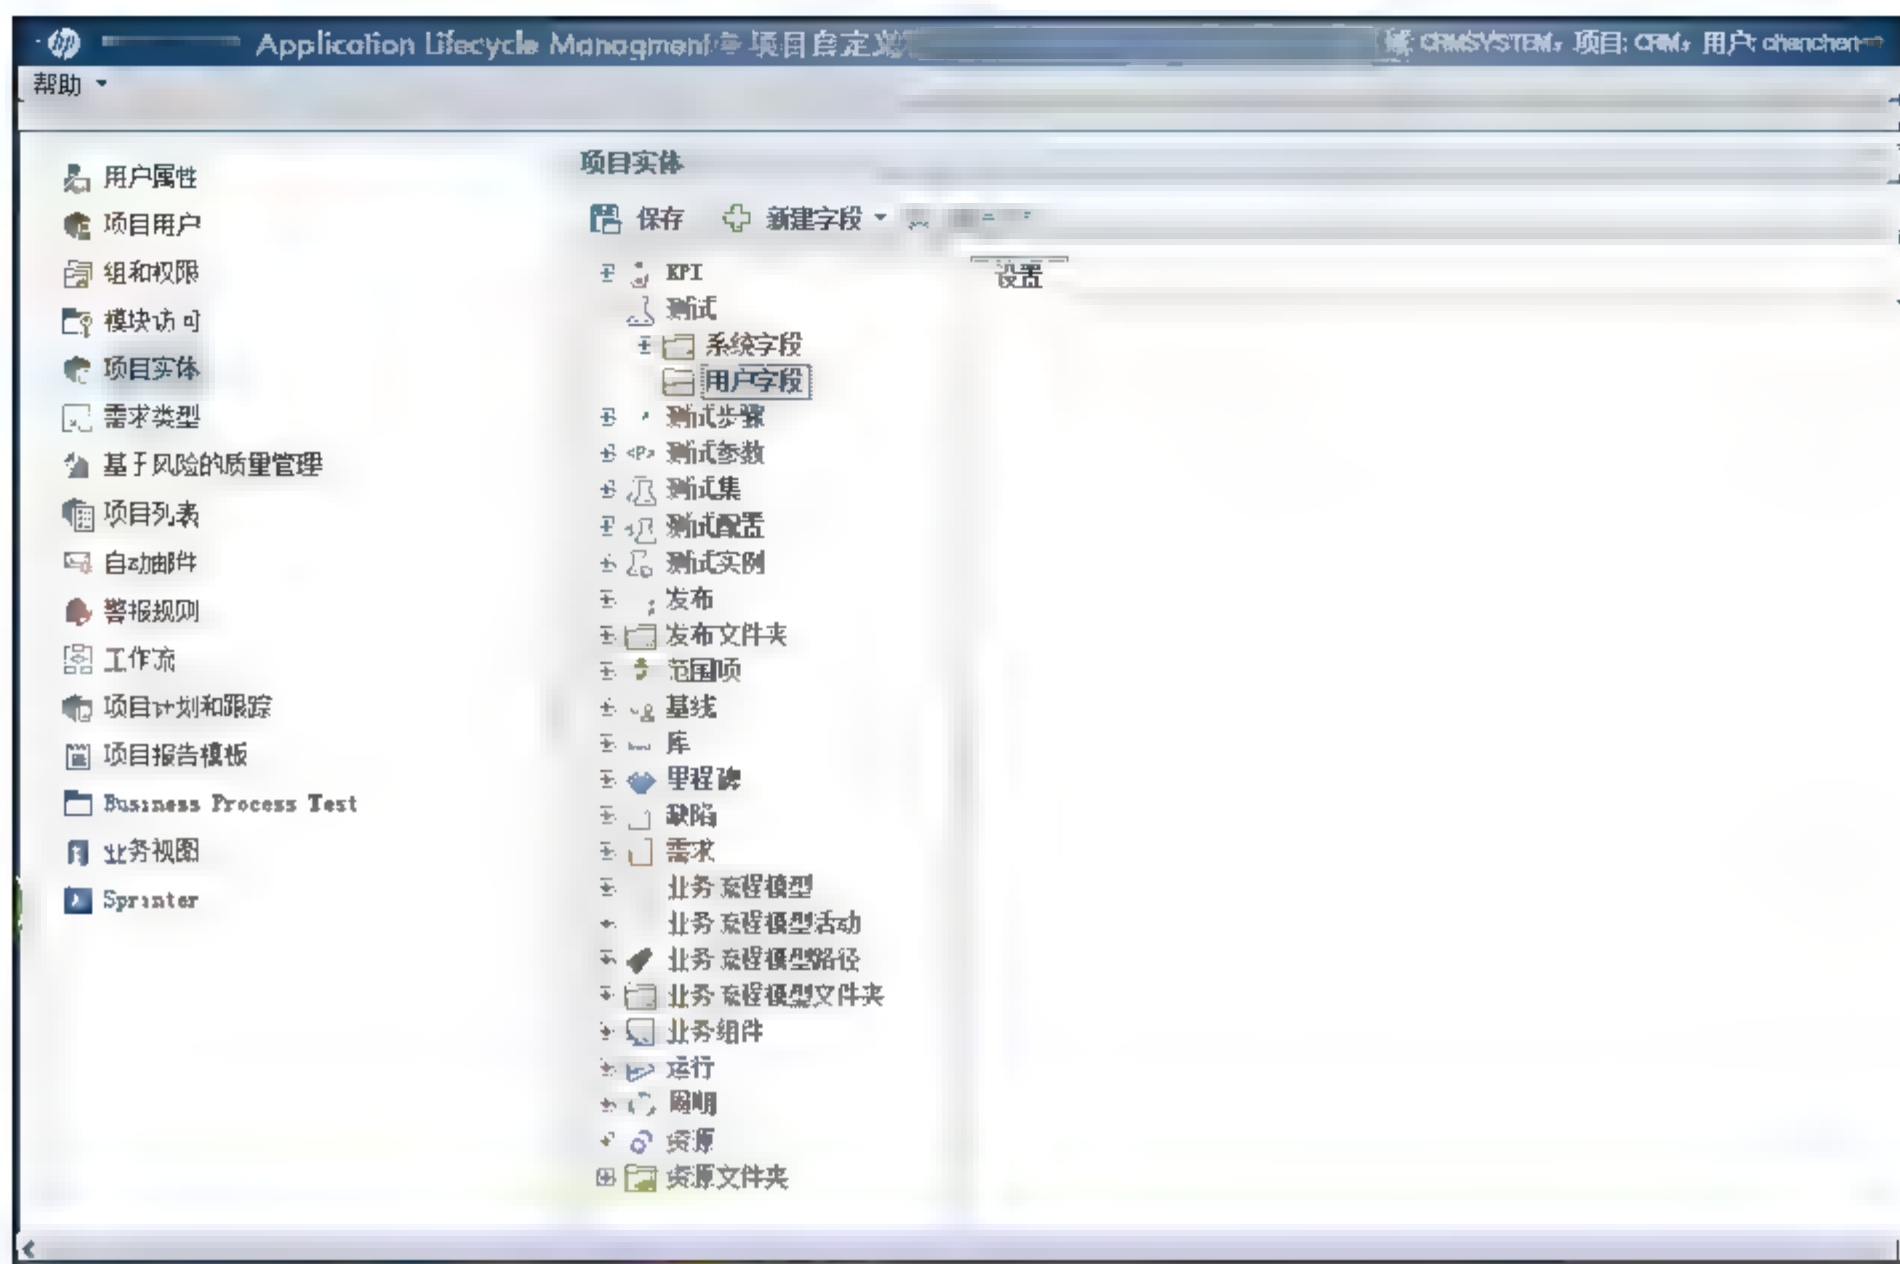 hp Application Lifecycle Managment 项目自定义
域: CRMSYSTEM, 项目: CRM, 用户: chenchen
帮助
用户属性
项目用户
组和权限
模块访问
项目实体
需求类型
基于风险的质量管理
项目列表
自动邮件
警报规则
工作流
项目计划和跟踪
项目报告模板
Business Process Test
业务视图
Sprinter
项目实体
保存 新建字段
KPI
测试
系统字段
用户字段
测试步骤
<P> 测试参数
测试集
测试配置
测试实例
发布
发布文件夹
范围项
基线
库
里程碑
缺陷
需求
业务流程模型
业务流程模型活动
业务流程模型路径
业务流程模型文件夹
业务组件
运行
周期
资源
资源文件夹
设置